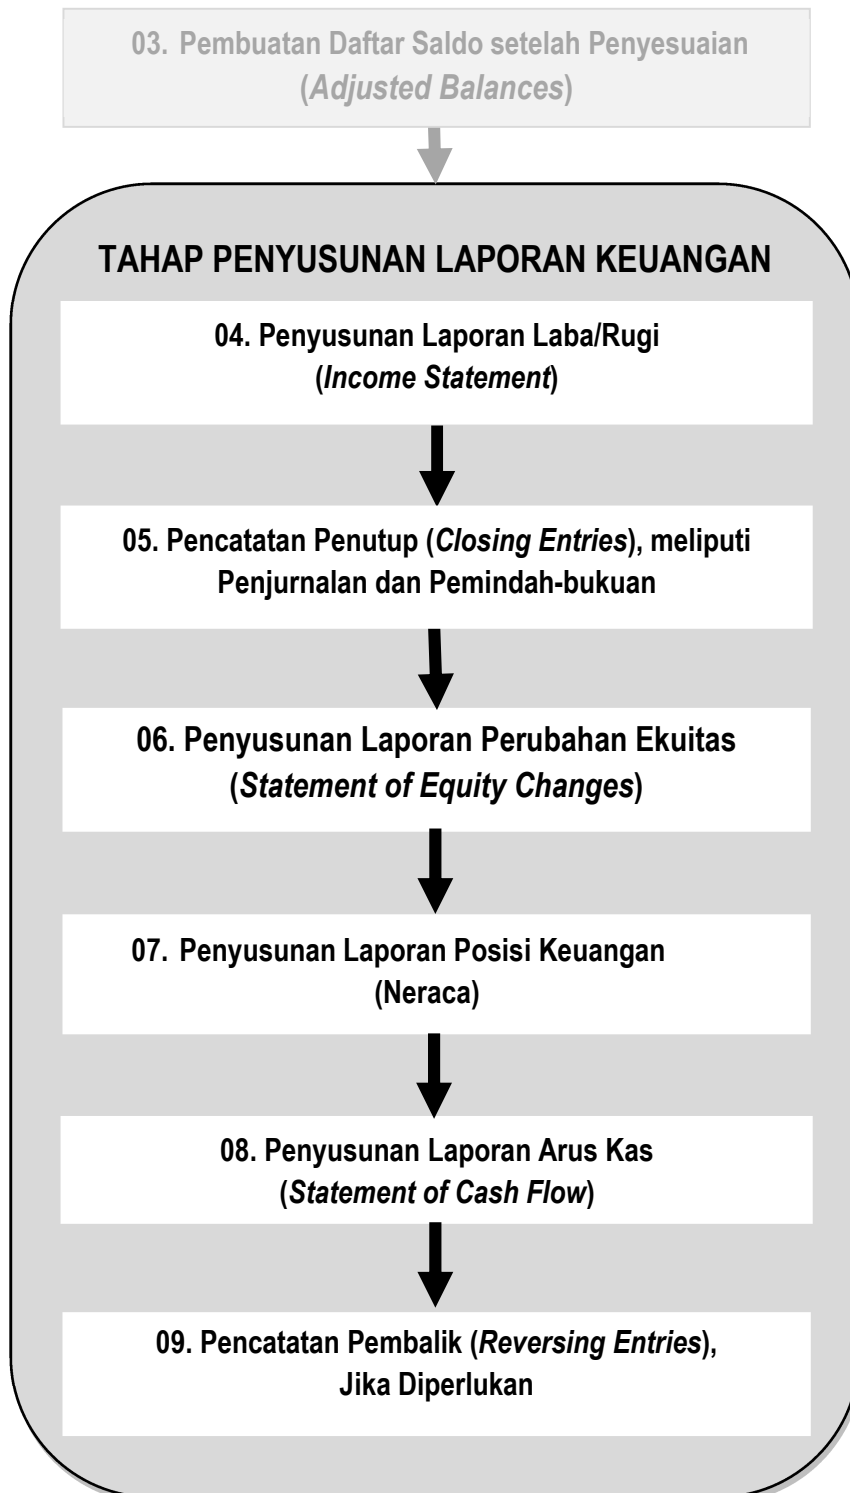 03. Pembuatan Daftar Saldo setelah Penyesuaian
(Adjusted Balances)
TAHAP PENYUSUNAN LAPORAN KEUANGAN
04. Penyusunan Laporan Laba/Rugi
(Income Statement)
05. Pencatatan Penutup (Closing Entries), meliputi
Penjurnalan dan Pemindah-bukuan
06. Penyusunan Laporan Perubahan Ekuitas
(Statement of Equity Changes)
07. Penyusunan Laporan Posisi Keuangan
(Neraca)
08. Penyusunan Laporan Arus Kas
(Statement of Cash Flow)
09. Pencatatan Pembalik (Reversing Entries),
Jika Diperlukan